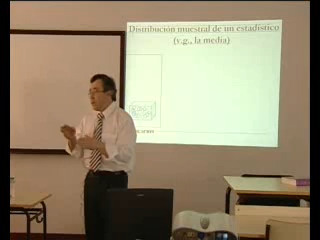 Distribución muestral de un estadístico
(v.g., la media)